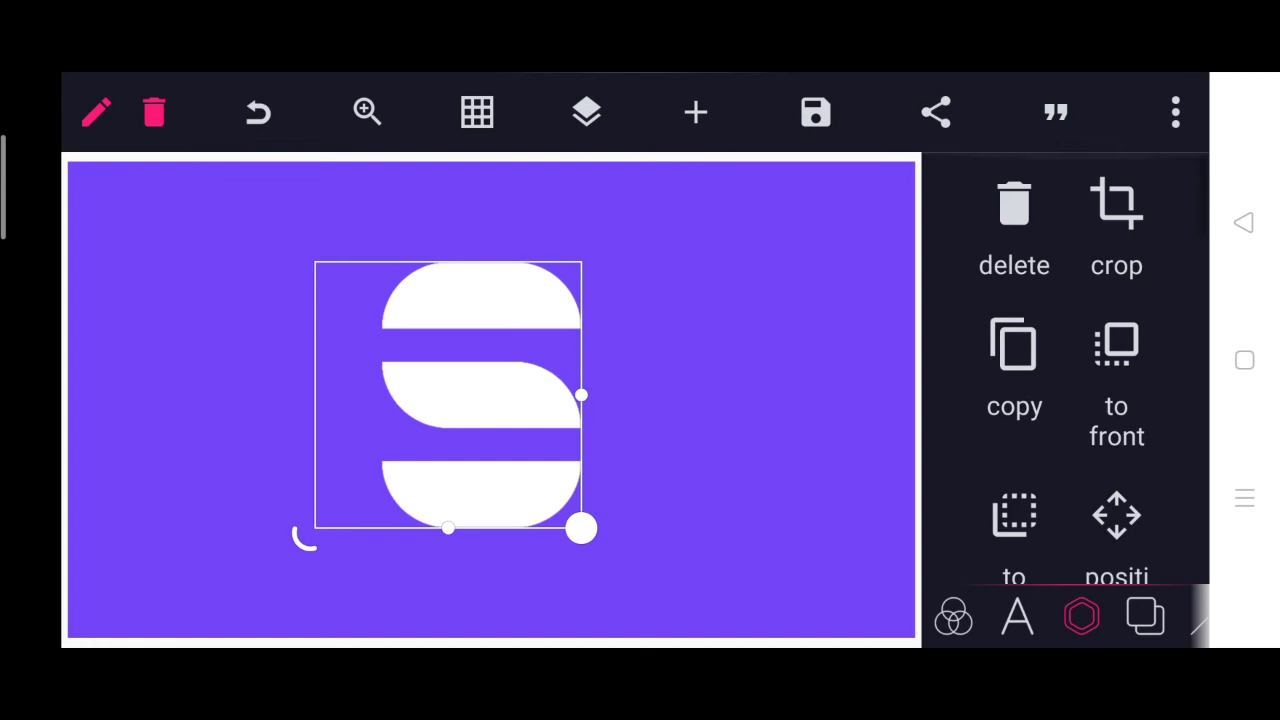 delete
crop
copy
to
front
to
positi